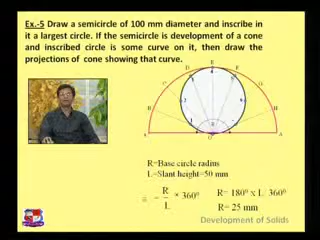 Ex.-5 Draw a semicircle of 100 mm diameter and inscribe in
it a largest circle. If the semicircle is development of a cone
and inscribed circle is some curve on it, then draw the
projections of cone showing that curve.
E
D
B
A
A
R=Base circle radius
L=Slant height=50 mm
= R/L × 360° R= 180° x L/ 360°
R= 25 mm
Development of Solids